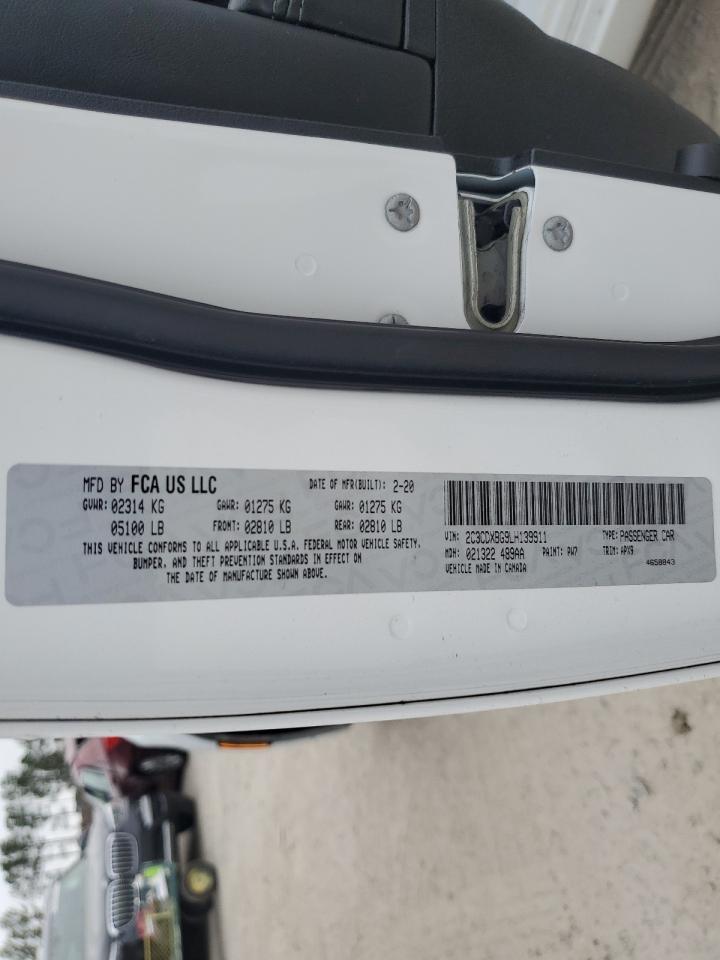 MFD BY FCA US LLC DATE OF MFR(BUILT): 2-20
GVWR: 02314 KG GAWR: 01275 KG GAWR: 01275 KG
05100 LB FRONT: 02810 LB REAR: 02810 LB
THIS VEHICLE CONFORMS TO ALL APPLICABLE U.S.A. FEDERAL MOTOR VEHICLE SAFETY,
BUMPER, AND THEFT PREVENTION STANDARDS IN EFFECT ON
THE DATE OF MANUFACTURE SHOWN ABOVE.
VIN: 2C3CDXBG9LH139911 TYPE: PASSENGER CAR
MDH: 021322 499AA PAINT: PW7 TRIM: APX9
VEHICLE MADE IN CANADA 4658843